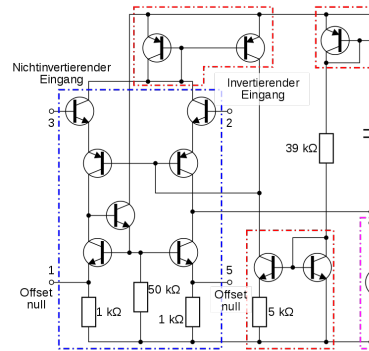 Nichtinvertierender
Eingang
3
Invertierender
Eingang
2
39 kΩ
1
Offset
null
1 kΩ
50 kΩ
1 kΩ
5
Offset
null
5 kΩ